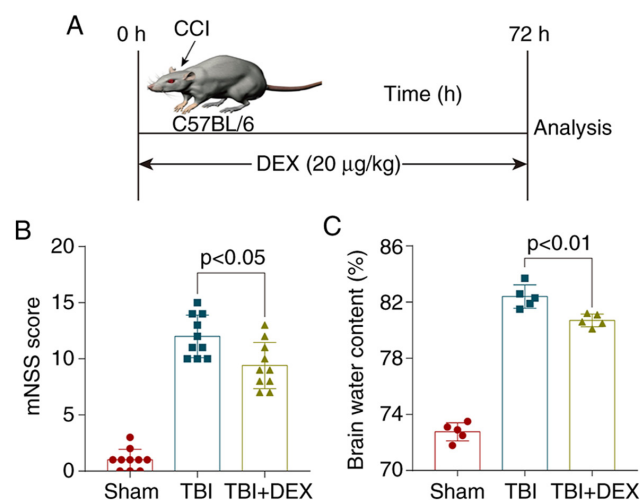 A
0 h
CCI
72 h
Time (h)
C57BL/6
Analysis
DEX (20 μg/kg)
B
mNSS score
20
15
10
5
0
p<0.05
Sham
TBI
TBI+DEX
C
Brain water content (%)
86
82
78
74
70
p<0.01
Sham
TBI
TBI+DEX